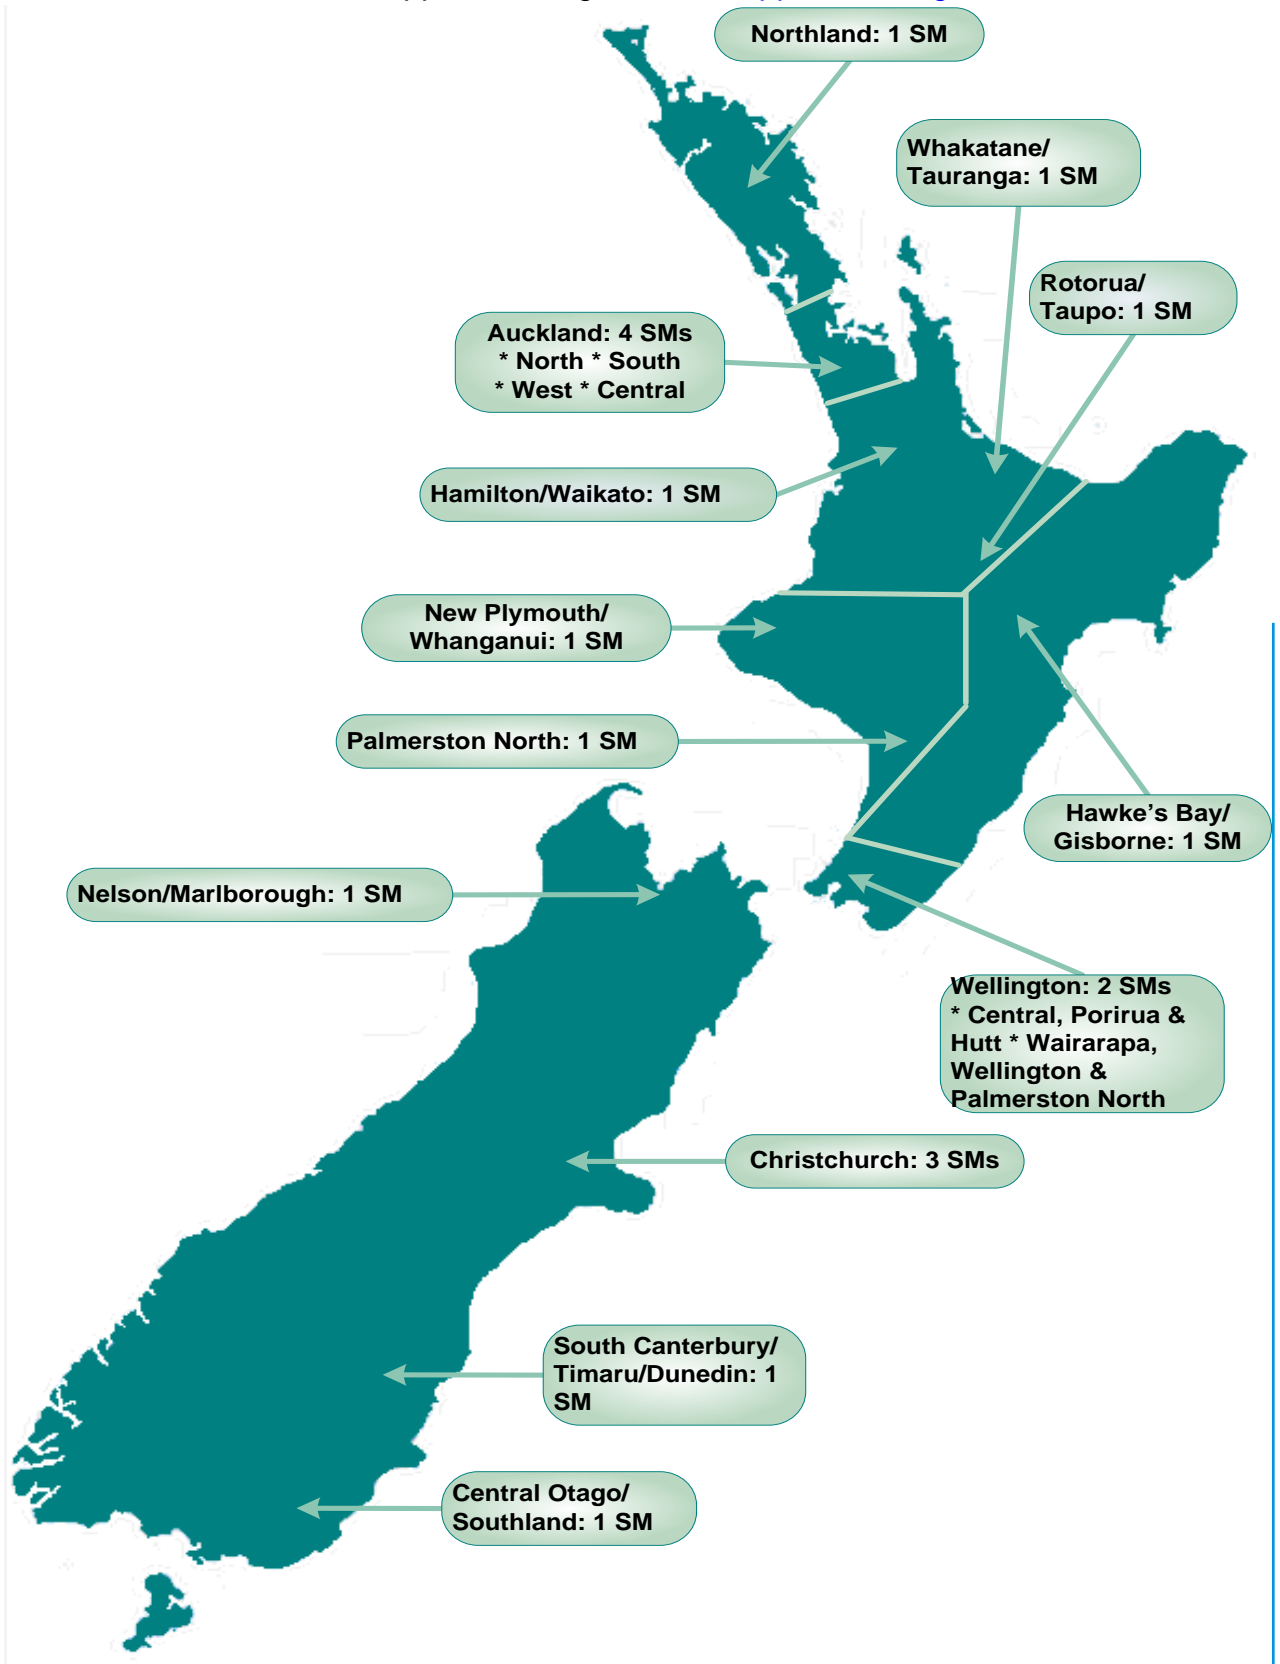 Northland: 1 SM
Whakatane/
Tauranga: 1 SM
Rotorua/
Taupo: 1 SM
Auckland: 4 SMs
* North * South
* West * Central
Hamilton/Waikato: 1 SM
New Plymouth/
Whanganui: 1 SM
Palmerston North: 1 SM
Hawke's Bay/
Gisborne: 1 SM
Nelson/Marlborough: 1 SM
Wellington: 2 SMs
* Central, Porirua &
Hutt * Wairarapa,
Wellington &
Palmerston North
Christchurch: 3 SMs
South Canterbury/
Timaru/Dunedin: 1
SM
Central Otago/
Southland: 1 SM